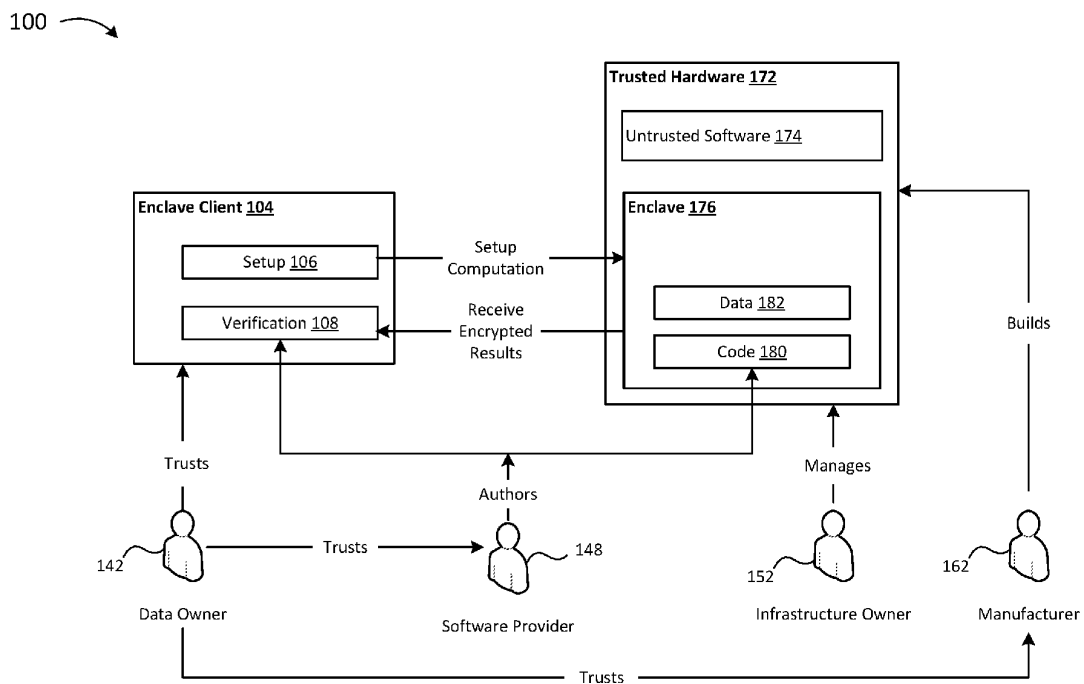 100
Trusted Hardware 172
Untrusted Software 174
Enclave Client 104
Enclave 176
Setup 106
Setup
Computation
Data 182
Verification 108
Receive
Encrypted
Results
Builds
Code 180
Trusts
Manages
Authors
Trusts
148
142
152
162
Data Owner
Software Provider
Infrastructure Owner
Manufacturer
Trusts